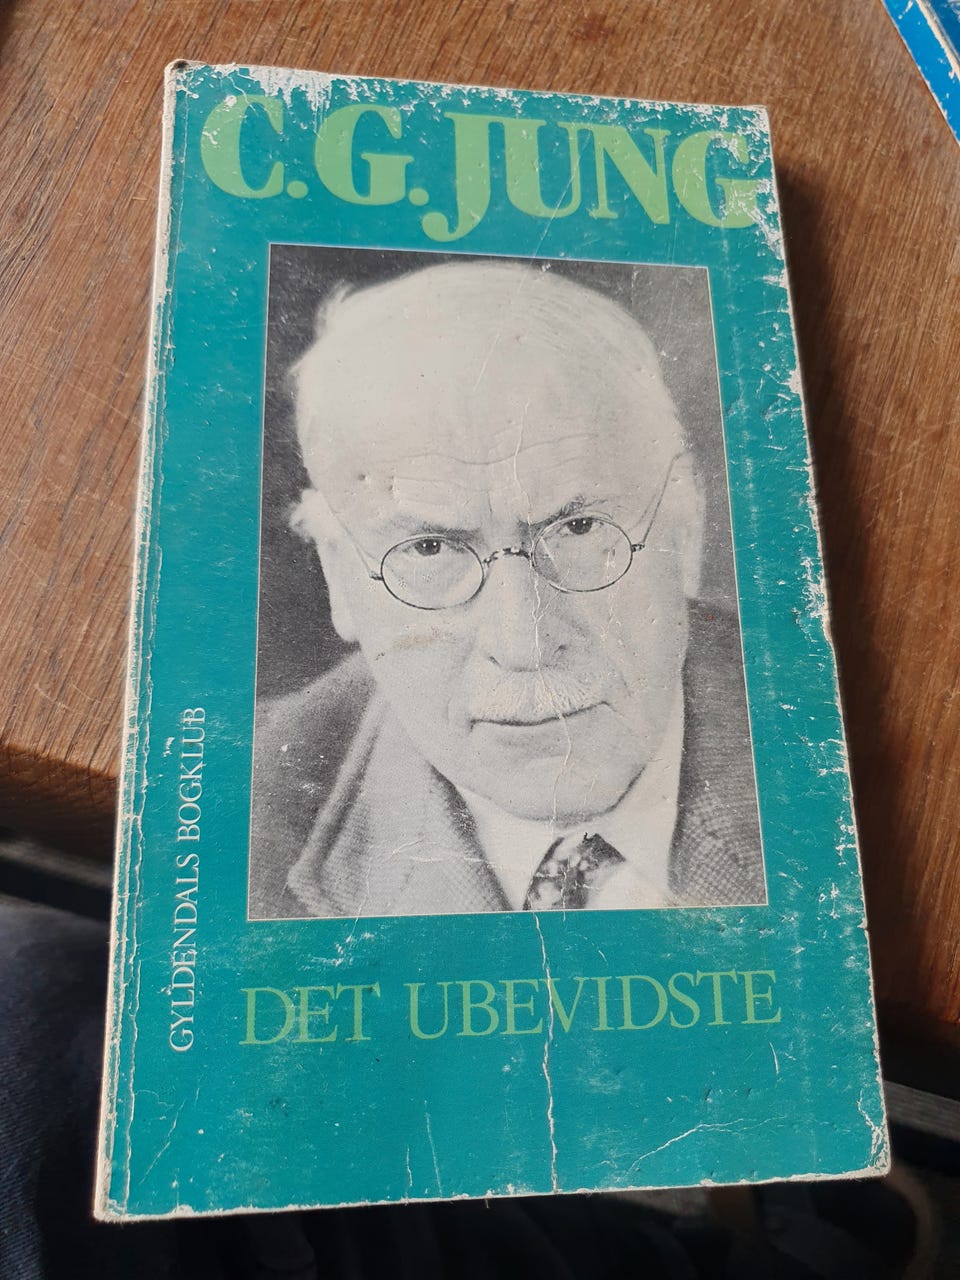 C.G. JUNG
GYLDENDALS BOGKLUB
DET UBEVIDSTE